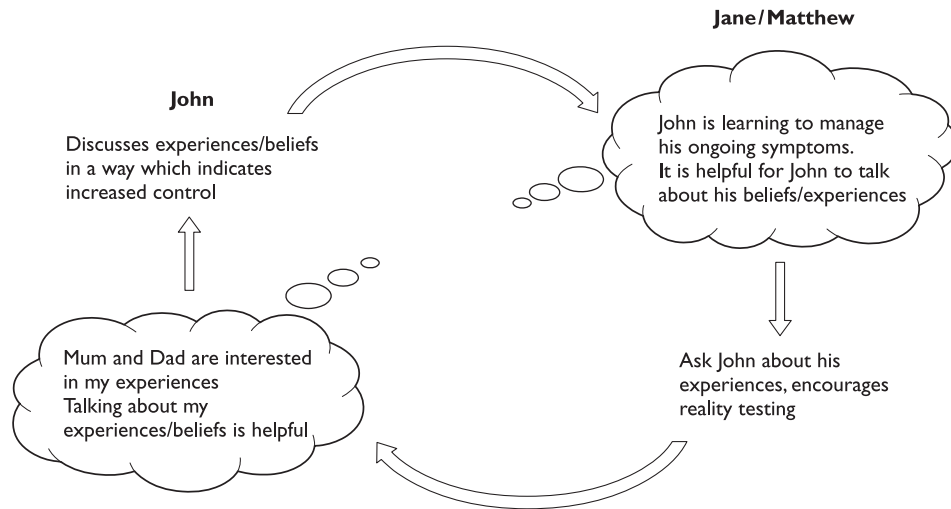 Jane/Matthew
John
Discusses experiences/beliefs
in a way which indicates
increased control
John is learning to manage
his ongoing symptoms.
It is helpful for John to talk
about his beliefs/experiences
Mum and Dad are interested
in my experiences
Talking about my
experiences/beliefs is helpful
Ask John about his
experiences, encourages
reality testing